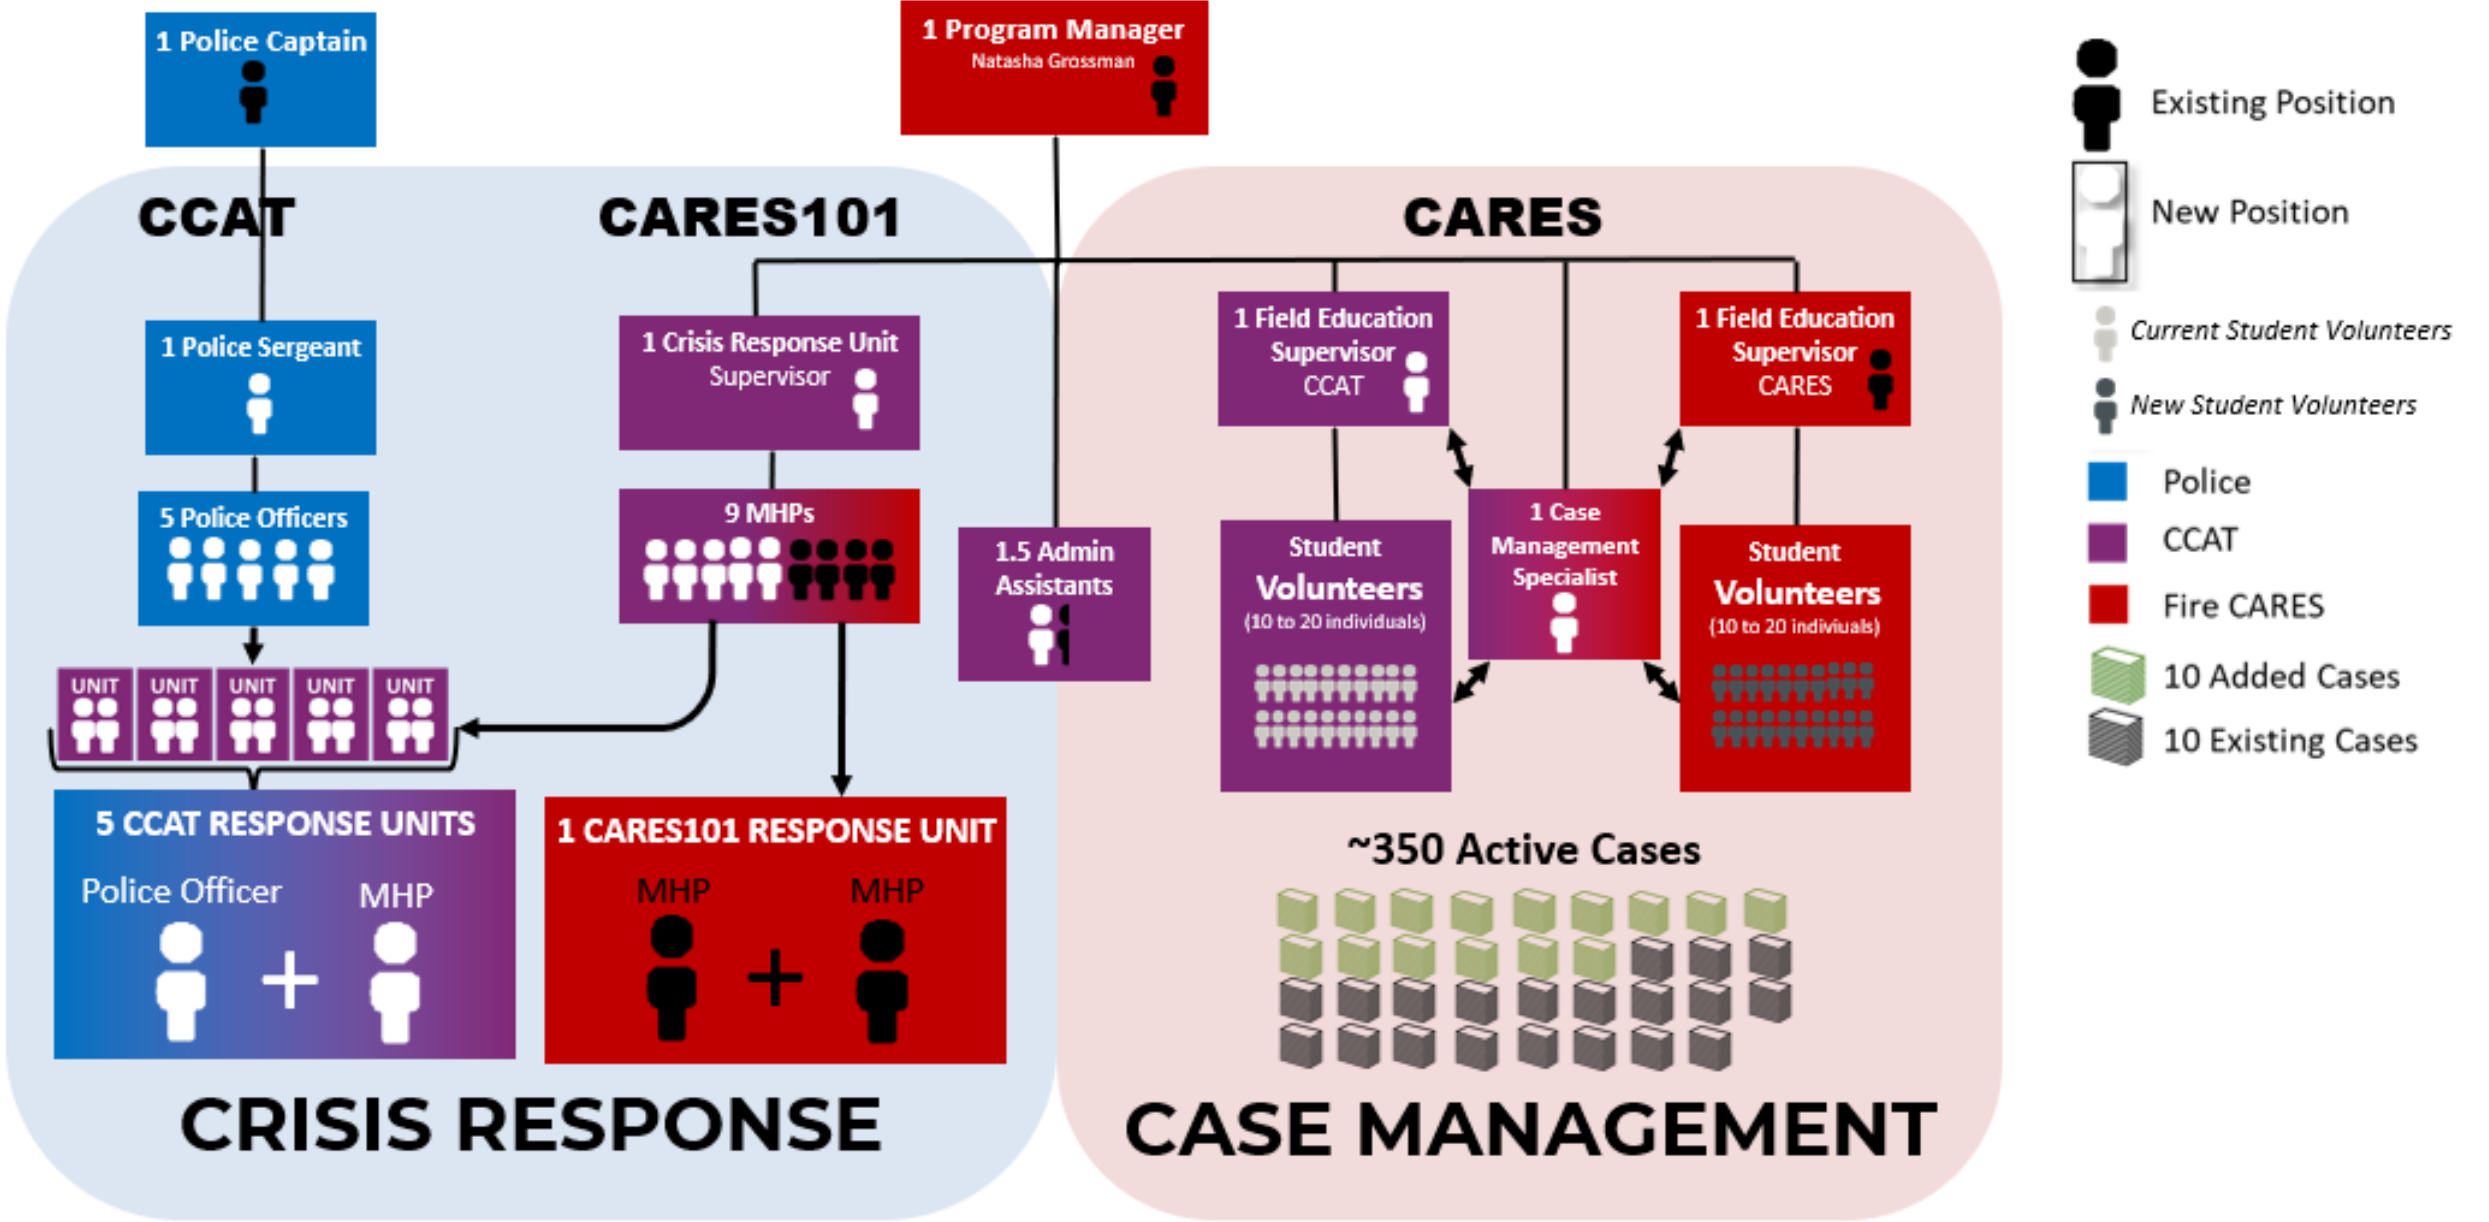 1 Police Captain
1 Program Manager
Natasha Grossman
CCAT
CARES101
CARES
1 Police Sergeant
5 Police Officers
UNIT
UNIT
UNIT
UNIT
UNIT
5 CCAT RESPONSE UNITS
Police Officer
MHP
1 Crisis Response Unit
Supervisor
9 MHPs
1 CARES101 RESPONSE UNIT
MHP
MHP
1.5 Admin
Assistants
CRISIS RESPONSE
1 Field Education
Supervisor
CCAT
1 Field Education
Supervisor
CARES
Student
Volunteers
(10 to 20 individuals)
1 Case
Management
Specialist
Student
Volunteers
(10 to 20 indiviuals)
~350 Active Cases
CASE MANAGEMENT
Existing Position
New Position
Current Student Volunteers
New Student Volunteers
Police
CCAT
Fire CARES
10 Added Cases
10 Existing Cases